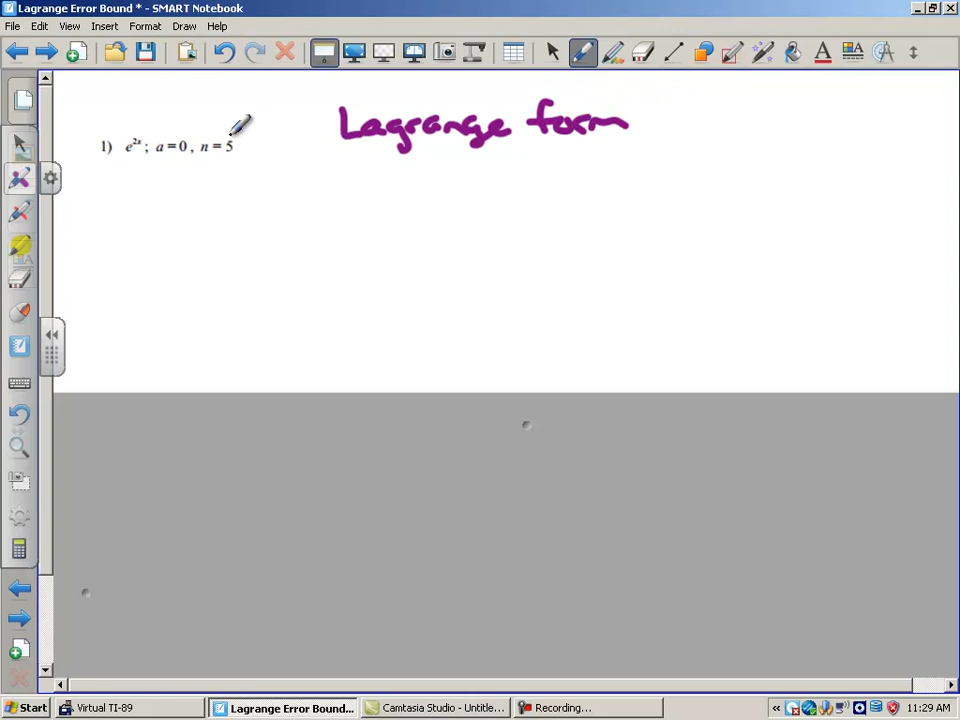 Lagrange Error Bound * - SMART Notebook
File Edit View Insert Format Draw Help
Lagrange form
1) e^{2x}; a = 0, n = 5
Start Virtual TI-89 Lagrange Error Bound... Camtasia Studio - Untitle... Recording... « 11:29 AM